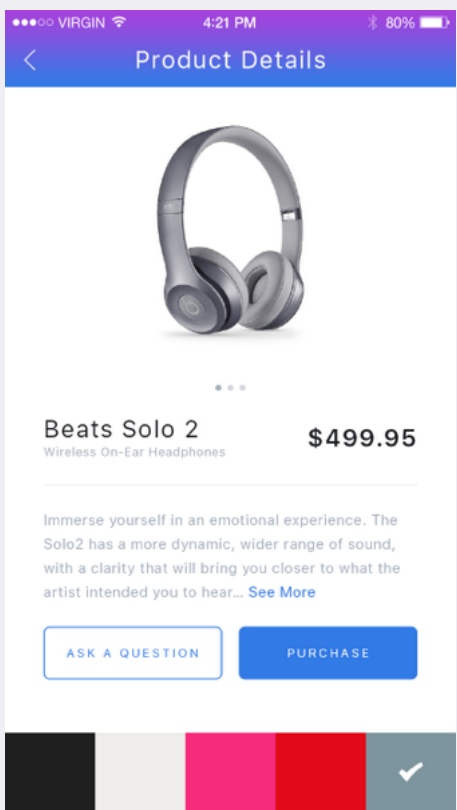 VIRGIN 4:21 PM 80%
Product Details
Beats Solo 2
$499.95
Wireless On-Ear Headphones
Immerse yourself in an emotional experience. The
Solo2 has a more dynamic, wider range of sound,
with a clarity that will bring you closer to what the
artist intended you to hear... See More
ASK A QUESTION
PURCHASE